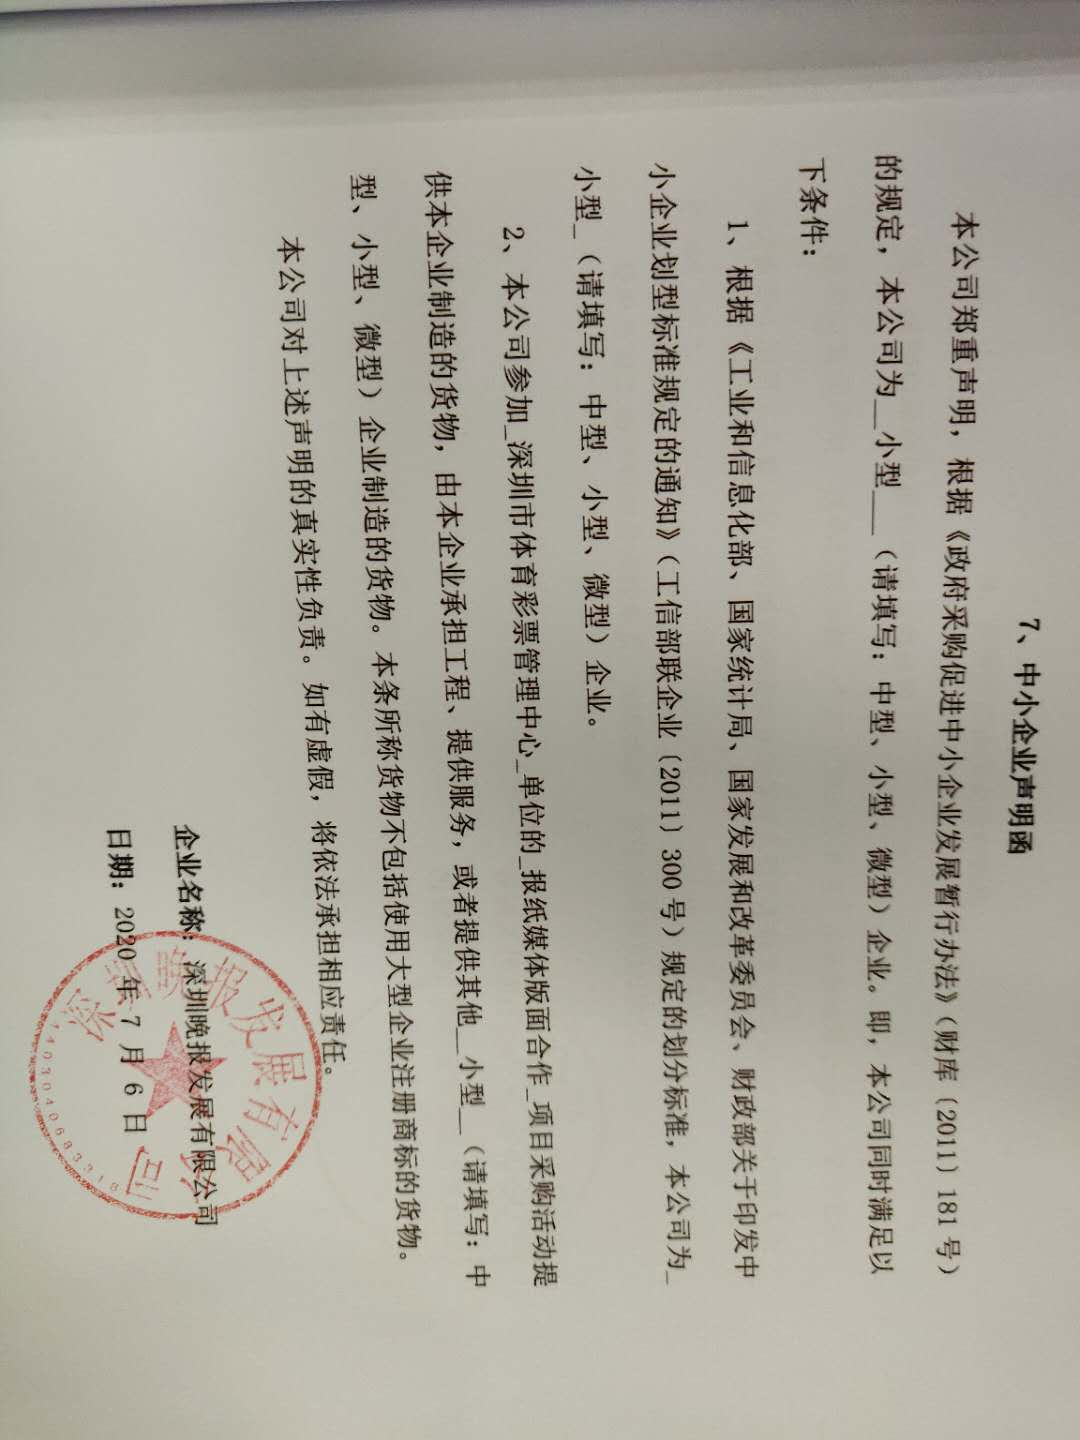 7、中小企业声明函
本公司郑重声明，根据《政府采购促进中小企业发展暂行办法》（财库〔2011〕181号）
的规定，本公司为__小型___（请填写：中型、小型、微型）企业。即，本公司同时满足以
下条件：
1、根据《工业和信息化部、国家统计局、国家发展和改革委员会、财政部关于印发中
小企业划型标准规定的通知》（工信部联企业〔2011〕300号）规定的划分标准，本公司为_
小型_（请填写：中型、小型、微型）企业。
2、本公司参加_深圳市体育彩票管理中心_单位的_报纸媒体版面合作_项目采购活动提
供本企业制造的货物，由本企业承担工程、提供服务，或者提供其他__小型__（请填写：中
型、小型、微型）企业制造的货物。本条所称货物不包括使用大型企业注册商标的货物。
本公司对上述声明的真实性负责。如有虚假，将依法承担相应责任。
企业名称：深圳晚报发展有限公司
日期：2020年7月6日
深圳晚报发展有限公司